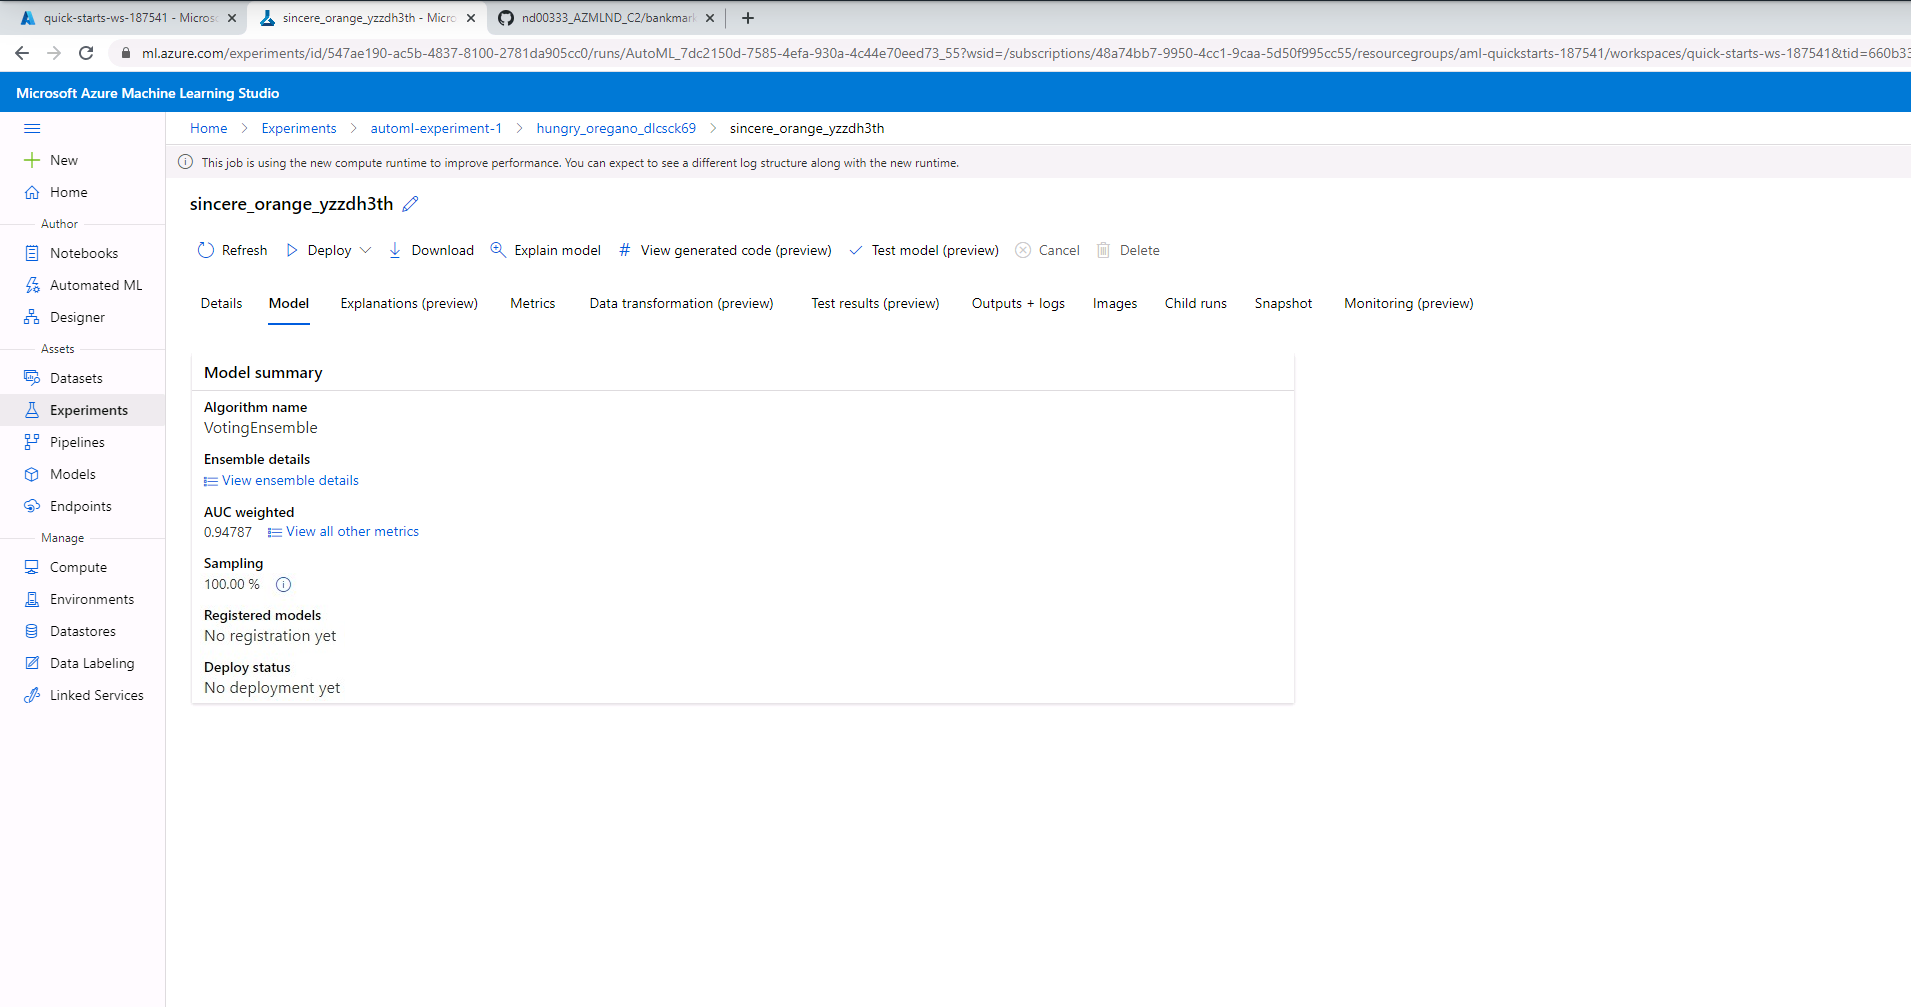 quick-starts-ws-187541 - Micros
sincere_orange_yzzdh3th - Micro
nd00333_AZMLND_C2/bankmark
ml.azure.com/experiments/id/547ae190-ac5b-4837-8100-2781da905cc0/runs/AutoML_7dc2150d-7585-4efa-930a-4c44e70eed73_55?wsid=/subscriptions/48a74bb7-9950-4cc1-9caa-5d50f995cc55/resourcegroups/aml-quickstarts-187541/workspaces/quick-starts-ws-187541&tid=660b33
Microsoft Azure Machine Learning Studio
New
Home
Author
Notebooks
Automated ML
Designer
Assets
Datasets
Experiments
Pipelines
Models
Endpoints
Manage
Compute
Environments
Datastores
Data Labeling
Linked Services
Home > Experiments > automl-experiment-1 > hungry_oregano_dlcsck69 > sincere_orange_yzzdh3th
This job is using the new compute runtime to improve performance. You can expect to see a different log structure along with the new runtime.
sincere_orange_yzzdh3th
Refresh Deploy Download Explain model # View generated code (preview) Test model (preview) Cancel Delete
Details Model Explanations (preview) Metrics Data transformation (preview) Test results (preview) Outputs + logs Images Child runs Snapshot Monitoring (preview)
Model summary
Algorithm name
VotingEnsemble
Ensemble details
View ensemble details
AUC weighted
0.94787 View all other metrics
Sampling
100.00 %
Registered models
No registration yet
Deploy status
No deployment yet